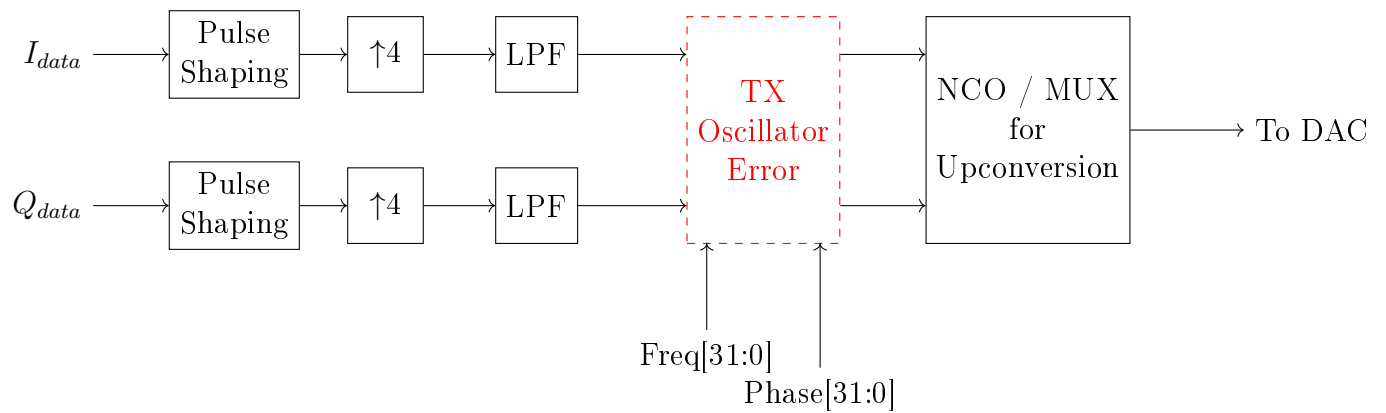 I_data
Pulse
Shaping
↑4
LPF
TX
Oscillator
Error
NCO / MUX
for
Upconversion
To DAC
Q_data
Pulse
Shaping
↑4
LPF
Freq[31:0]
Phase[31:0]